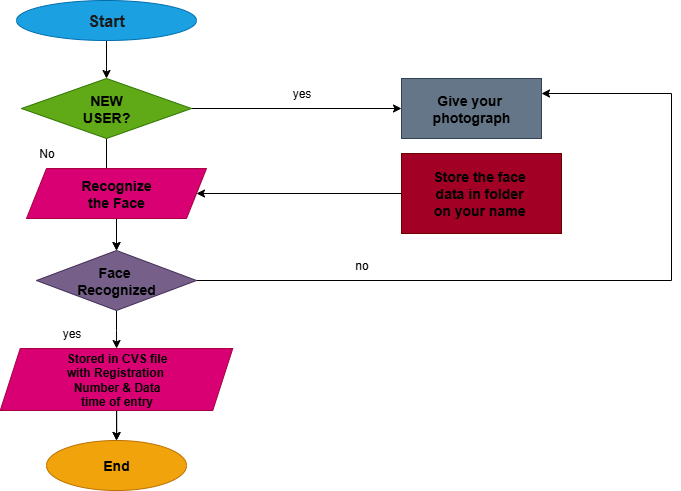 Start
NEW
USER?
yes
Give your
photograph
No
Recognize
the Face
Store the face
data in folder
on your name
Face
Recognized
no
yes
Stored in CVS file
with Registration
Number & Data
time of entry
End